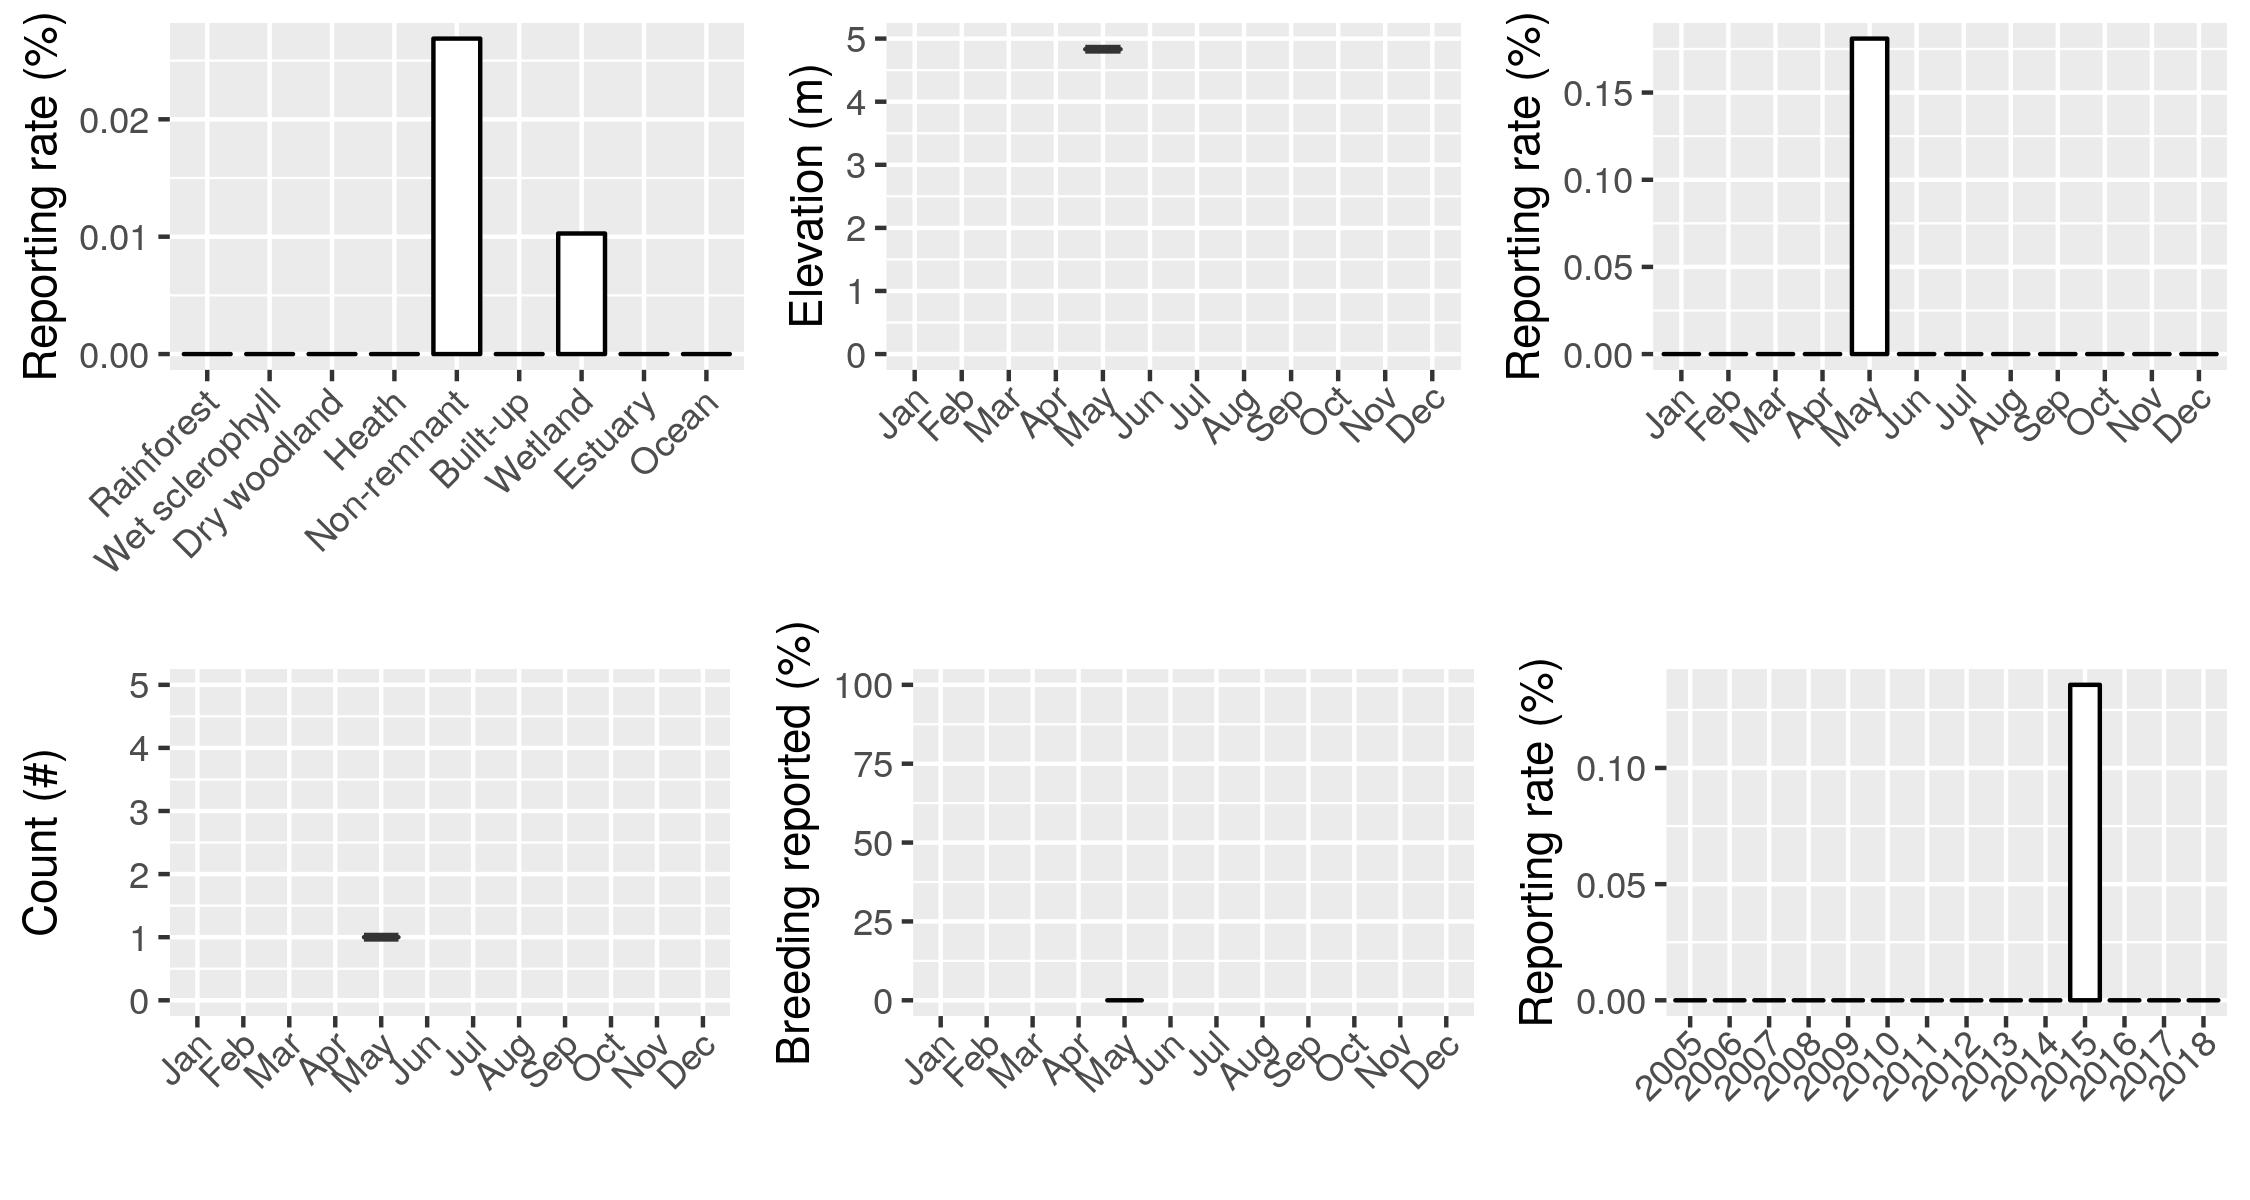 Reporting rate (%)
0.02
0.01
0.00
Rainforest
Wet sclerophyll
Dry woodland
Heath
Non-remnant
Built-up
Wetland
Estuary
Ocean
Elevation (m)
5
4
3
2
1
0
Jan
Feb
Mar
Apr
May
Jun
Jul
Aug
Sep
Oct
Nov
Dec
Reporting rate (%)
0.15
0.10
0.05
0.00
Jan
Feb
Mar
Apr
May
Jun
Jul
Aug
Sep
Oct
Nov
Dec
Count (#)
5
4
3
2
1
0
Jan
Feb
Mar
Apr
May
Jun
Jul
Aug
Sep
Oct
Nov
Dec
Breeding reported (%)
100
75
50
25
0
Jan
Feb
Mar
Apr
May
Jun
Jul
Aug
Sep
Oct
Nov
Dec
Reporting rate (%)
0.10
0.05
0.00
2005
2006
2007
2008
2009
2010
2011
2012
2013
2014
2015
2016
2017
2018